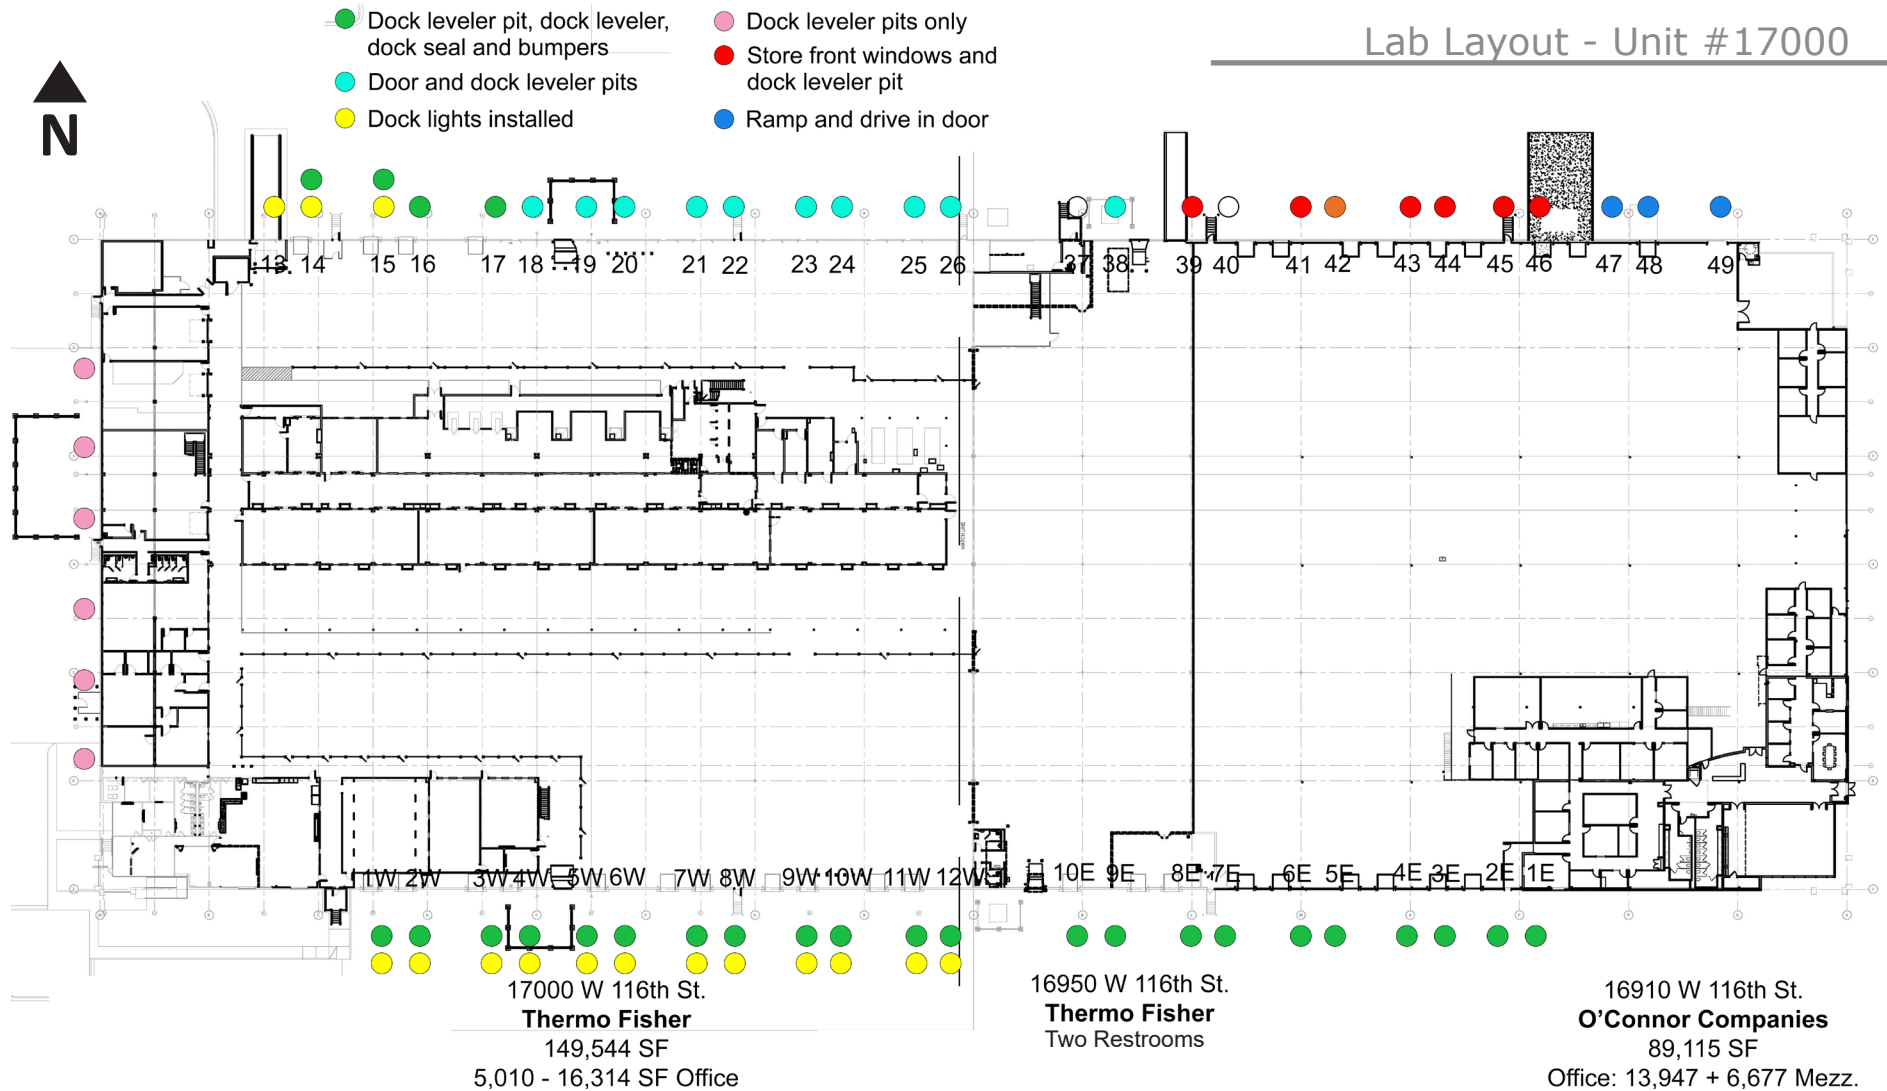 Lab Layout - Unit #17000
Dock leveler pit, dock leveler,
dock seal and bumpers
Door and dock leveler pits
Dock lights installed
Dock leveler pits only
Store front windows and
dock leveler pit
Ramp and drive in door
N
13 14 15 16 17 18 19 20 21 22 23 24 25 26 37 38 39 40 41 42 43 44 45 46 47 48 49
MATCH LINE
1W 2W 3W 4W 5W 6W 7W 8W 9W 10W 11W 12W 10E 9E 8E 7E 6E 5E 4E 3E 2E 1E
17000 W 116th St.
Thermo Fisher
149,544 SF
5,010 - 16,314 SF Office
16950 W 116th St.
Thermo Fisher
Two Restrooms
16910 W 116th St.
O'Connor Companies
89,115 SF
Office: 13,947 + 6,677 Mezz.